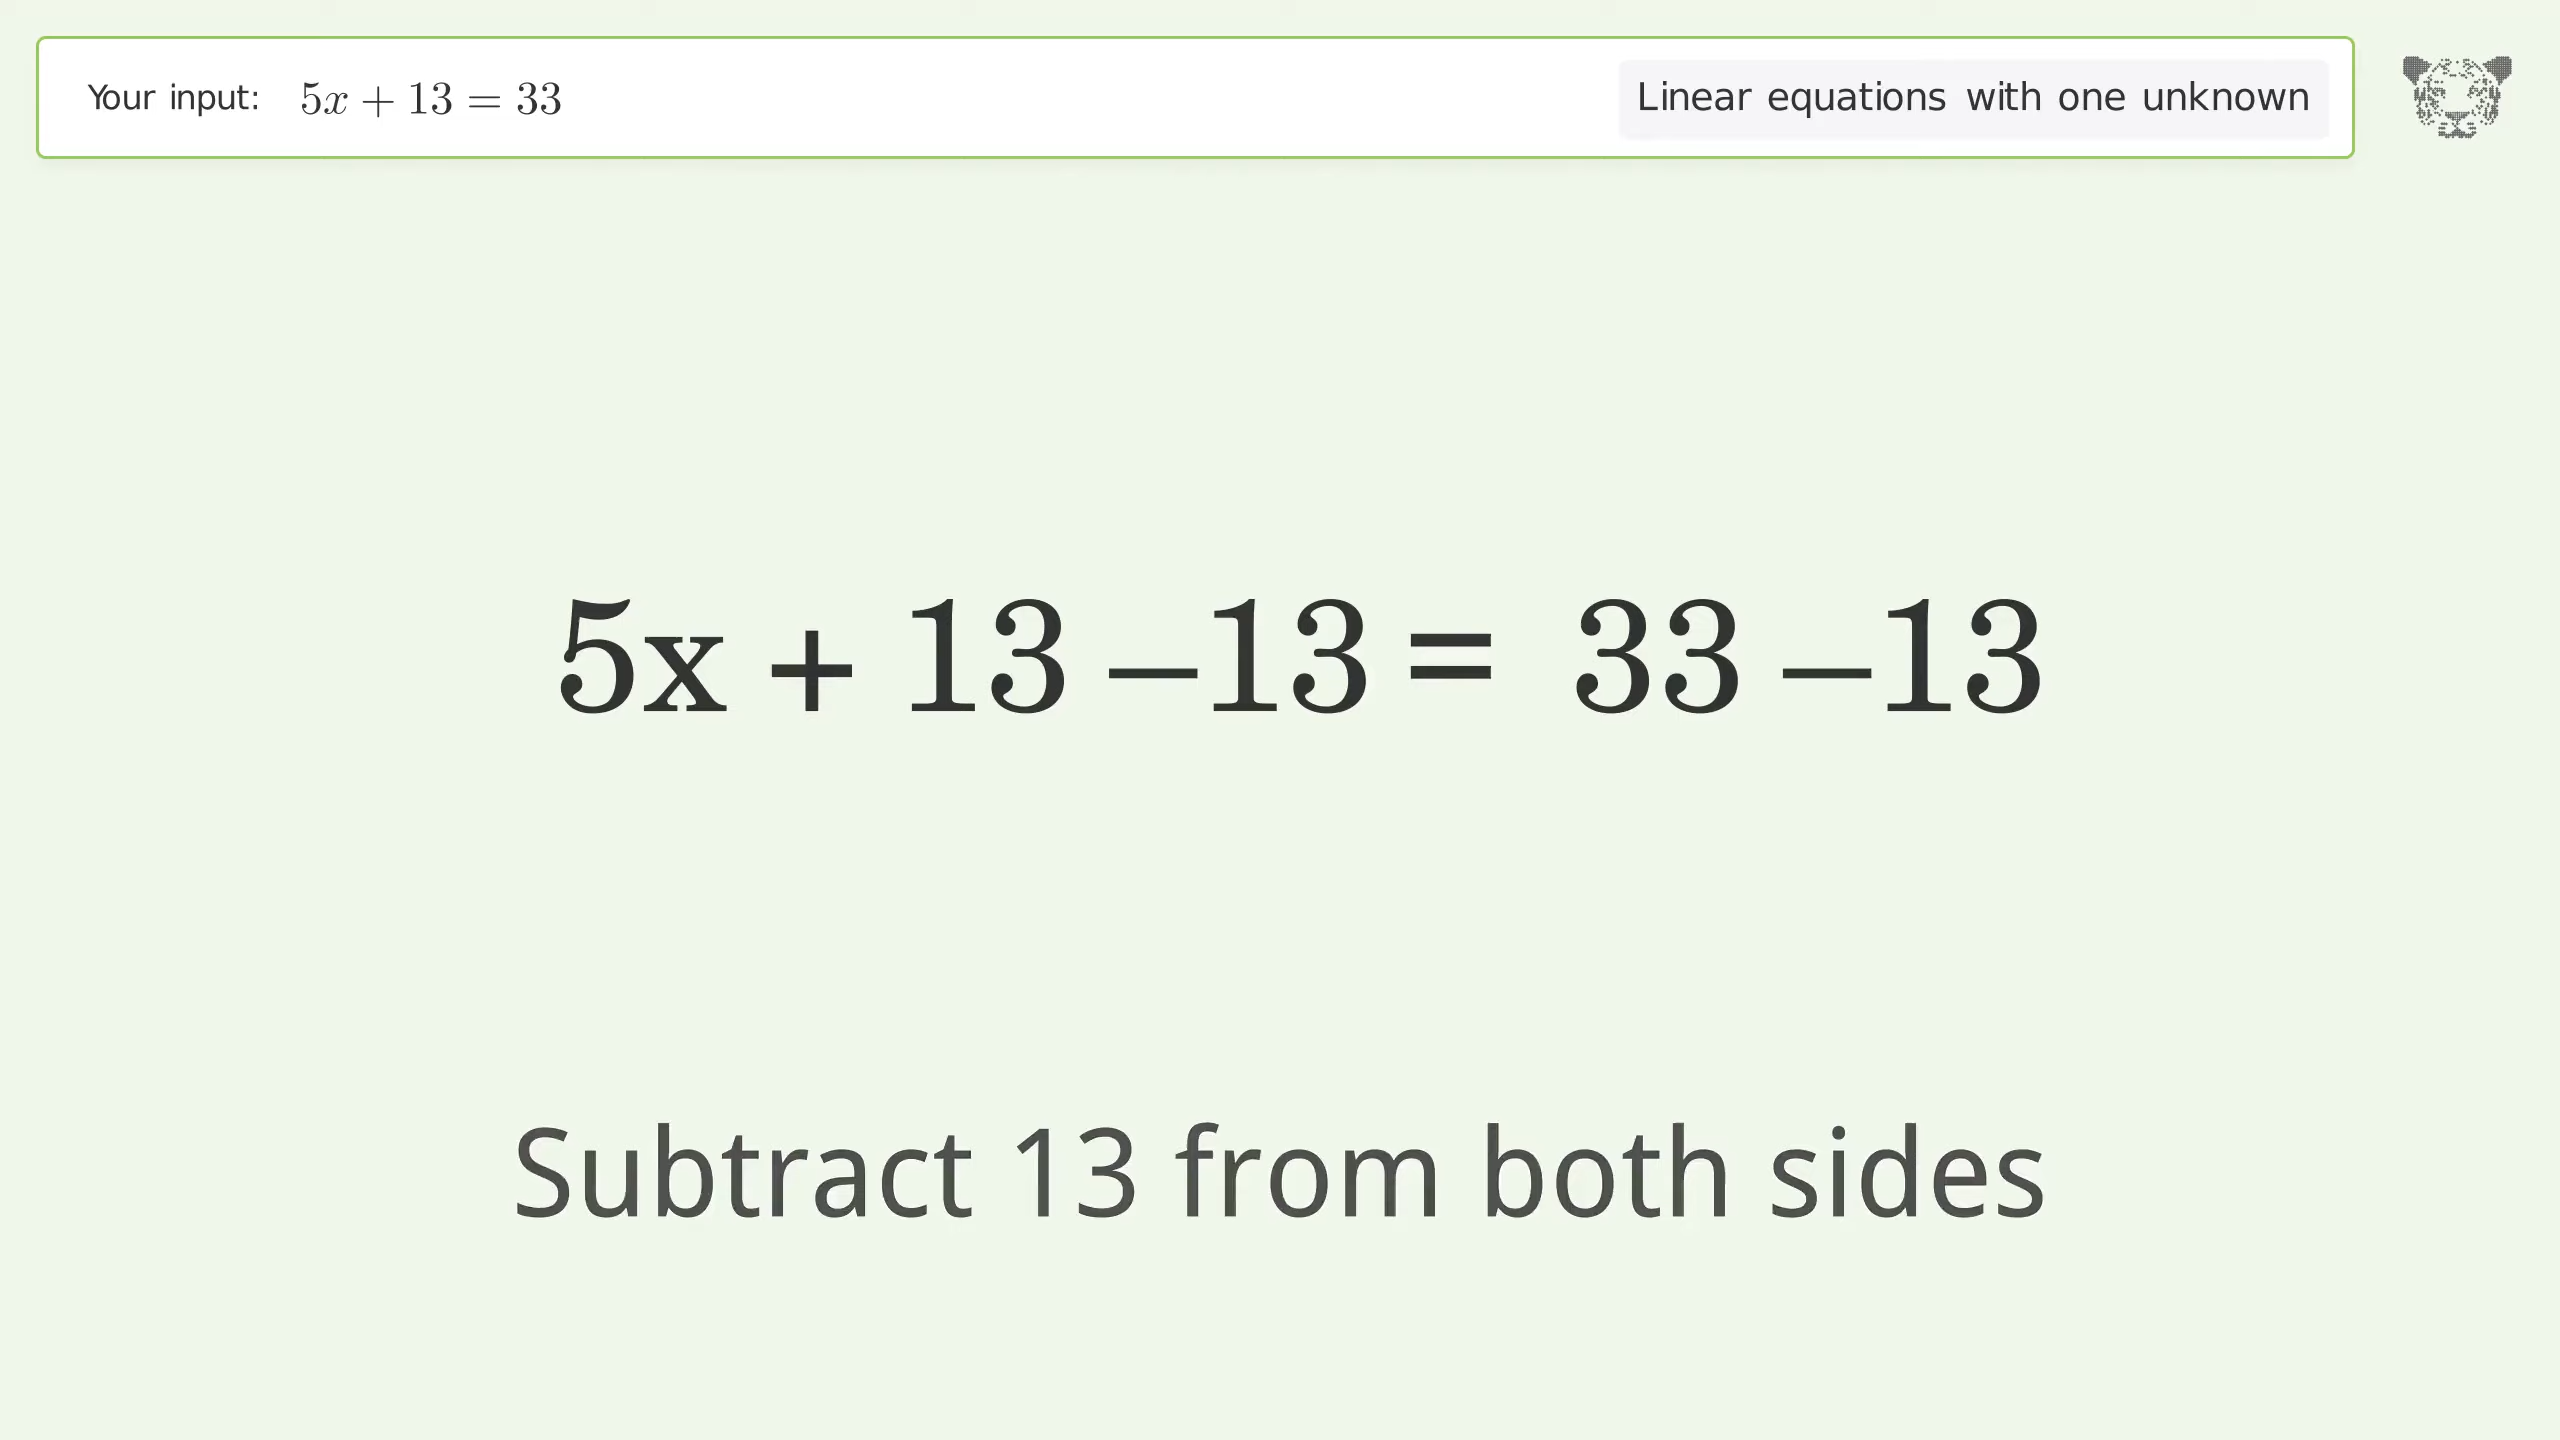 Your input: 5x + 13 = 33 Linear equations with one unknown
5x + 13 –13 = 33 –13
Subtract 13 from both sides